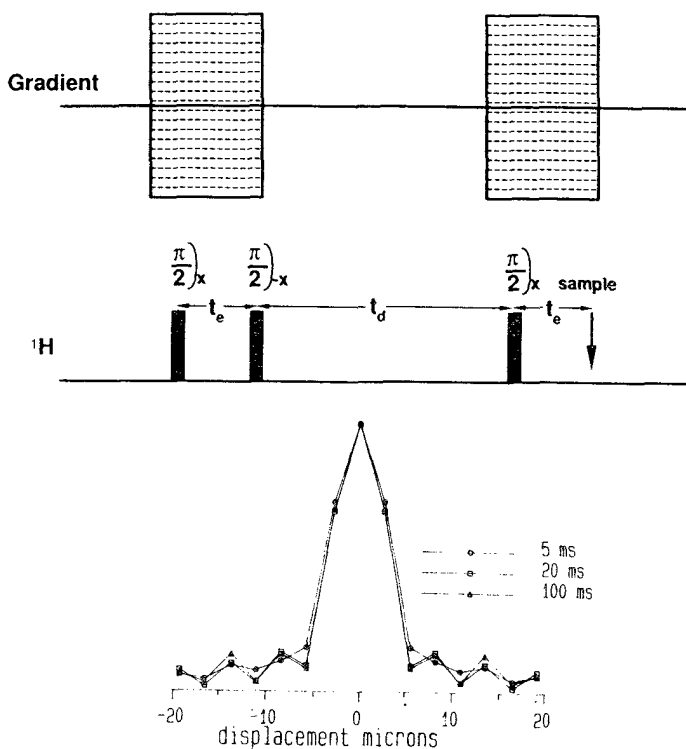 Gradient
π/2)x π/2)-x π/2)x sample
te td te
¹H
5 ms
20 ms
100 ms
-20 -10 0 10 20
displacement microns